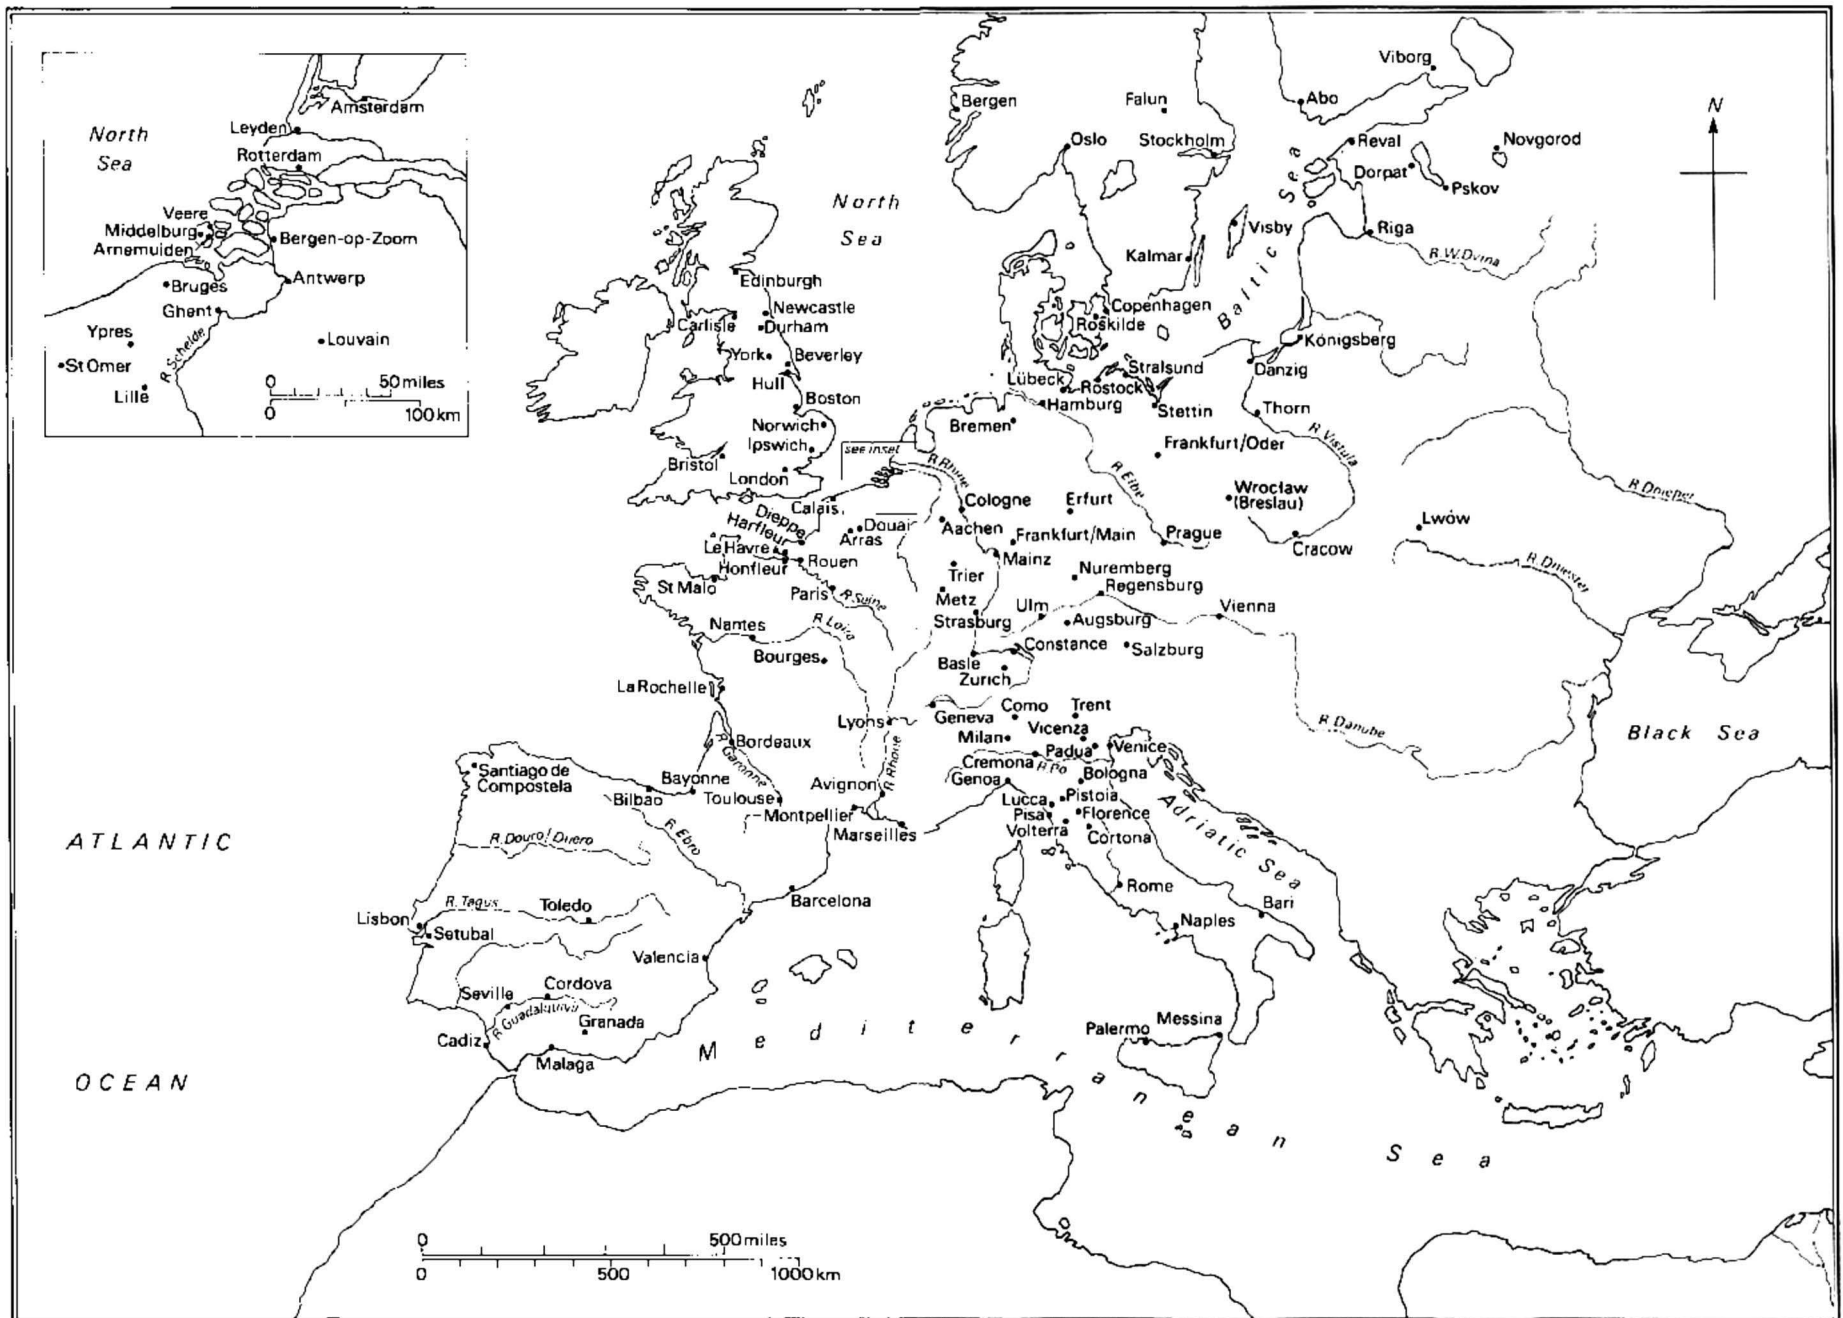 Amsterdam
Leyden
North
Sea
Rotterdam
Veere
Middelburg
Arnemuiden
Bergen-op-Zoom
Bruges
Antwerp
Ghent
Ypres
Louvain
St Omer
R. Schelde
Lille
0 50 miles
0 100 km
Viborg
Bergen
Falun
Abo
N
Oslo
Stockholm
Reval
Novgorod
Dorpat
Pskov
North
Sea
Visby
Riga
Kalmar
R.W.Dvina
Baltic Sea
Edinburgh
Newcastle
Carlisle
Durham
Copenhagen
Roskilde
Königsberg
York
Beverley
Hull
Stralsund
Danzig
Lübeck
Rostock
Boston
Hamburg
Stettin
Thorn
Norwich
Bremen
Ipswich
see inset
Frankfurt/Oder
R. Vistula
Bristol
R. Rhine
London
R. Elbe
Wrocław
(Breslau)
R. Dnieper
Calais
Cologne
Erfurt
Dieppe
Harfleur
Douai
Arras
Aachen
Frankfurt/Main
Prague
Lwów
Cracow
Le Havre
Rouen
Honfleur
Mainz
R. Dniester
St Malo
Trier
Nuremberg
Paris
R. Seine
Metz
Regensburg
Nantes
R. Loire
Strasburg
Ulm
Augsburg
Vienna
Bourges
Constance
Salzburg
Basle
Zurich
La Rochelle
Lyons
Geneva
Como
Trent
Vicenza
R. Danube
Black Sea
Bordeaux
Milan
Padua
Venice
R. Garonne
R. Rhone
Cremona
R. Po
Santiago de
Compostela
Bayonne
Avignon
Genoa
Bologna
Bilbao
Toulouse
Lucca
Pistoia
Montpellier
Pisa
Florence
Marseilles
Volterra
Cortona
Adriatic Sea
ATLANTIC
R. Douro/Duero
R. Ebro
Rome
R. Tagus
Toledo
Barcelona
Bari
Lisbon
Naples
Setubal
Valencia
Seville
Cordova
R. Guadalquivir
Granada
Palermo
Messina
Cadiz
Malaga
Mediterranean Sea
OCEAN
0 500 miles
0 500 1000 km